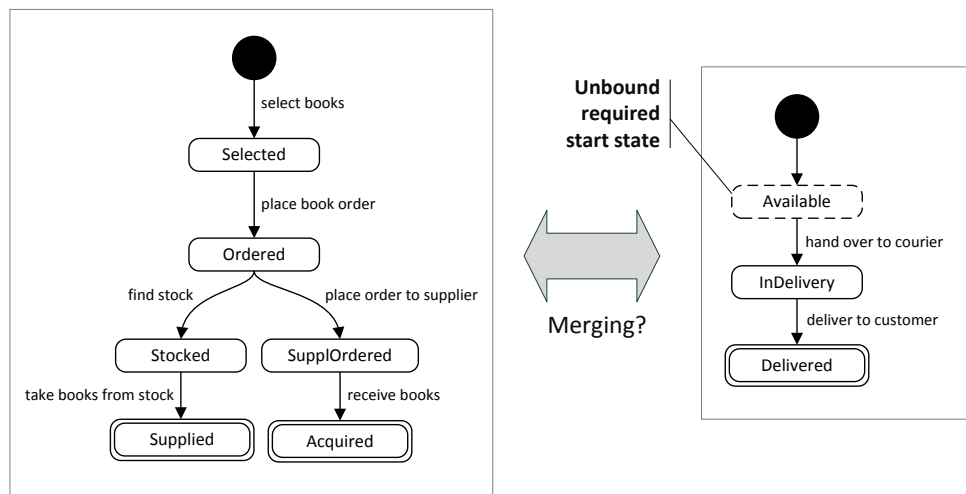 select books
Selected
place book order
Ordered
find stock
place order to supplier
Stocked
SupplOrdered
take books from stock
receive books
Supplied
Acquired
Merging?
Unbound
required
start state
Available
hand over to courier
InDelivery
deliver to customer
Delivered